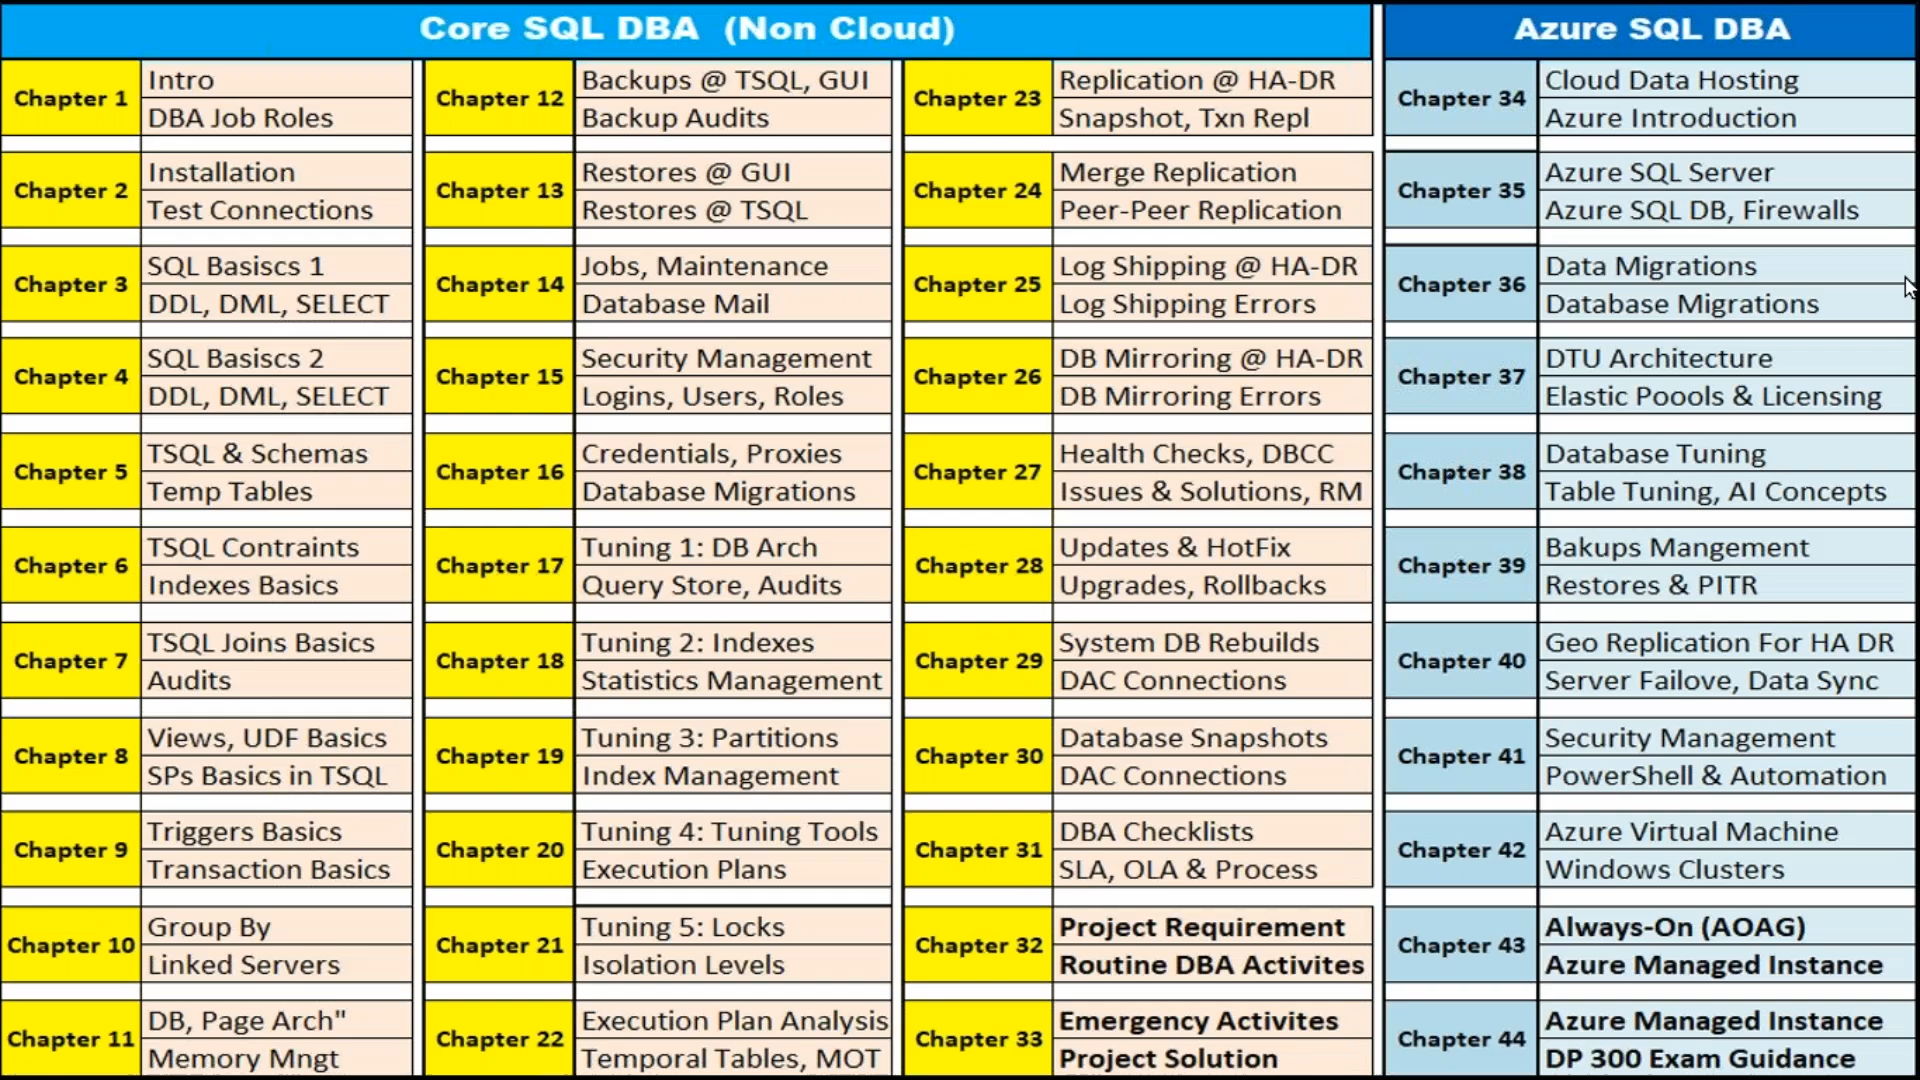 Core SQL DBA (Non Cloud)
Chapter 1
Intro
DBA Job Roles
Chapter 2
Installation
Test Connections
Chapter 3
SQL Basiscs 1
DDL, DML, SELECT
Chapter 4
SQL Basiscs 2
DDL, DML, SELECT
Chapter 5
TSQL & Schemas
Temp Tables
Chapter 6
TSQL Contraints
Indexes Basics
Chapter 7
TSQL Joins Basics
Audits
Chapter 8
Views, UDF Basics
SPs Basics in TSQL
Chapter 9
Triggers Basics
Transaction Basics
Chapter 10
Group By
Linked Servers
Chapter 11
DB, Page Arch"
Memory Mngt
Chapter 12
Backups @ TSQL, GUI
Backup Audits
Chapter 13
Restores @ GUI
Restores @ TSQL
Chapter 14
Jobs, Maintenance
Database Mail
Chapter 15
Security Management
Logins, Users, Roles
Chapter 16
Credentials, Proxies
Database Migrations
Chapter 17
Tuning 1: DB Arch
Query Store, Audits
Chapter 18
Tuning 2: Indexes
Statistics Management
Chapter 19
Tuning 3: Partitions
Index Management
Chapter 20
Tuning 4: Tuning Tools
Execution Plans
Chapter 21
Tuning 5: Locks
Isolation Levels
Chapter 22
Execution Plan Analysis
Temporal Tables, MOT
Chapter 23
Replication @ HA-DR
Snapshot, Txn Repl
Chapter 24
Merge Replication
Peer-Peer Replication
Chapter 25
Log Shipping @ HA-DR
Log Shipping Errors
Chapter 26
DB Mirroring @ HA-DR
DB Mirroring Errors
Chapter 27
Health Checks, DBCC
Issues & Solutions, RM
Chapter 28
Updates & HotFix
Upgrades, Rollbacks
Chapter 29
System DB Rebuilds
DAC Connections
Chapter 30
Database Snapshots
DAC Connections
Chapter 31
DBA Checklists
SLA, OLA & Process
Chapter 32
Project Requirement
Routine DBA Activites
Chapter 33
Emergency Activites
Project Solution
Azure SQL DBA
Chapter 34
Cloud Data Hosting
Azure Introduction
Chapter 35
Azure SQL Server
Azure SQL DB, Firewalls
Chapter 36
Data Migrations
Database Migrations
Chapter 37
DTU Architecture
Elastic Poools & Licensing
Chapter 38
Database Tuning
Table Tuning, AI Concepts
Chapter 39
Bakups Mangement
Restores & PITR
Chapter 40
Geo Replication For HA DR
Server Failove, Data Sync
Chapter 41
Security Management
PowerShell & Automation
Chapter 42
Azure Virtual Machine
Windows Clusters
Chapter 43
Always-On (AOAG)
Azure Managed Instance
Chapter 44
Azure Managed Instance
DP 300 Exam Guidance